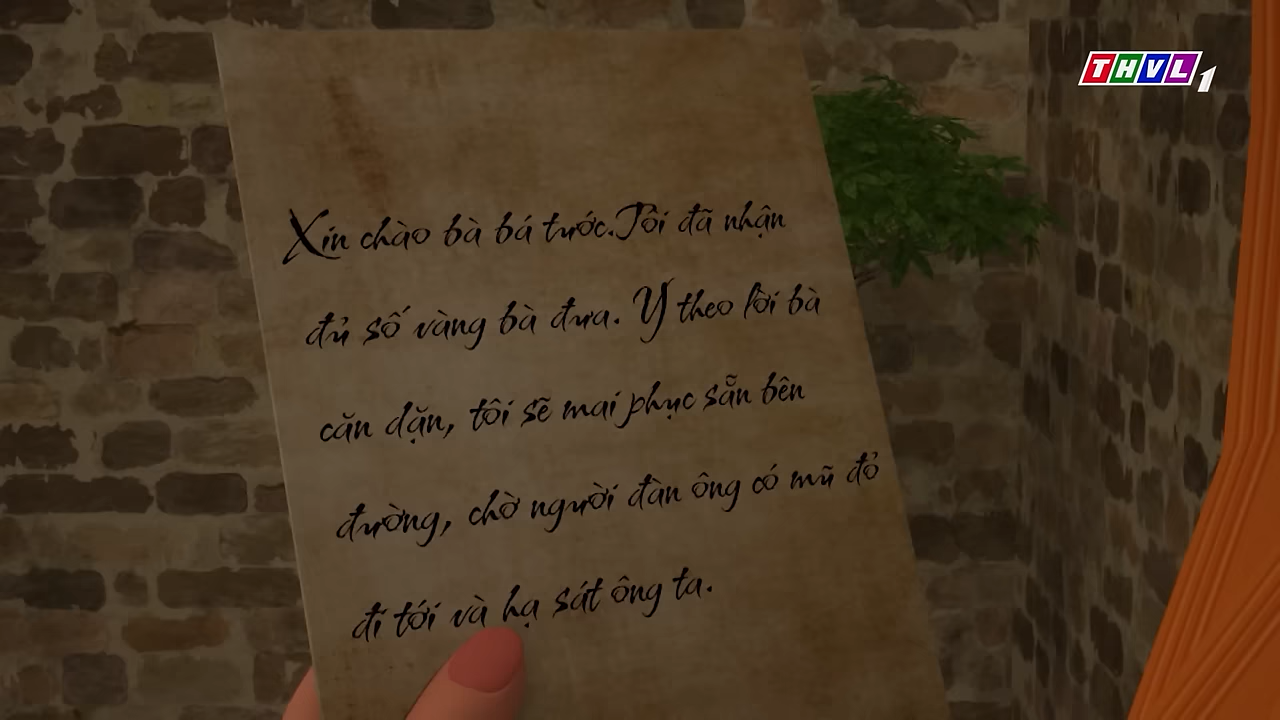 THVL1
Xin chào bà bá tước. Tôi đã nhận
đủ số vàng bà đưa. Y theo lời bà
căn dặn, tôi sẽ mai phục sẵn bên
đường, chờ người đàn ông có mũ đỏ
đi tới và hạ sát ông ta.